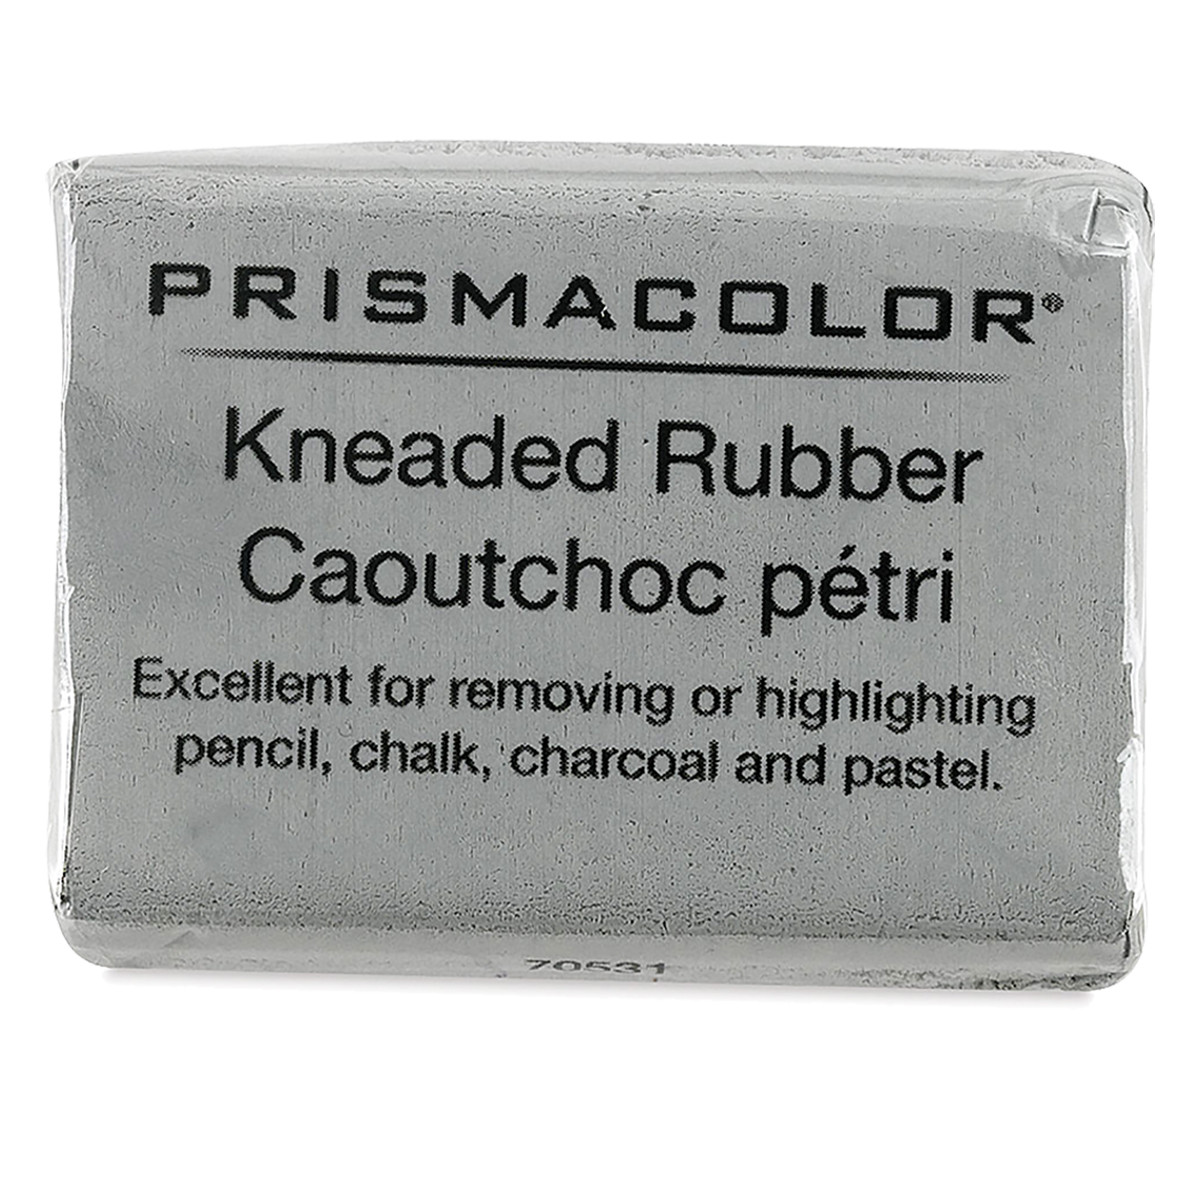 PRISMACOLOR®
Kneaded Rubber
Caoutchoc pétri
Excellent for removing or highlighting
pencil, chalk, charcoal and pastel.
70531